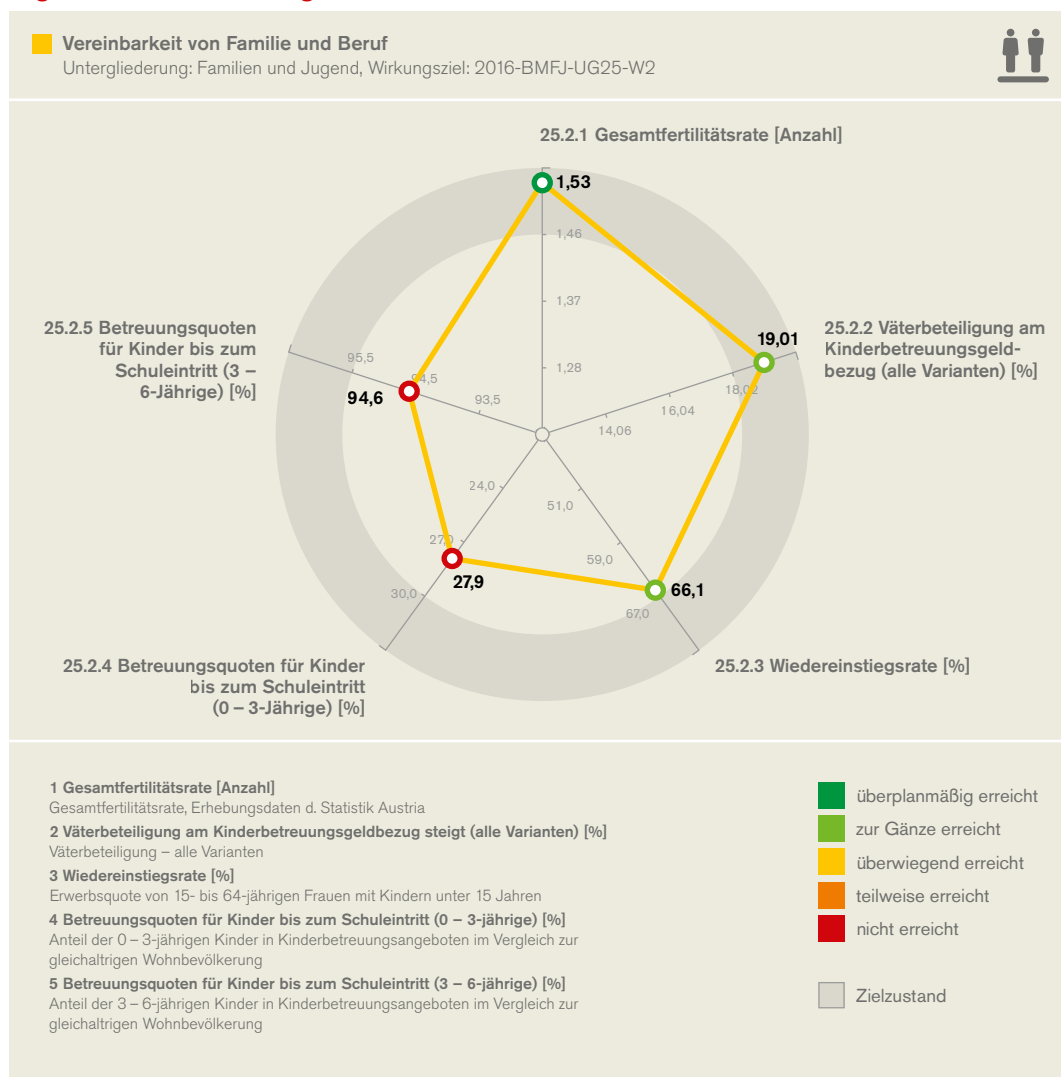 Vereinbarkeit von Familie und Beruf
Untergliederung: Familien und Jugend, Wirkungsziel: 2016-BMFJ-UG25-W2
25.2.1 Gesamtfertilitätsrate [Anzahl]
1,53
1,46
1,37
1,28
25.2.2 Väterbeteiligung am
Kinderbetreuungsgeld-
bezug (alle Varianten) [%]
19,01
18,02
16,04
14,06
25.2.5 Betreuungsquoten
für Kinder bis zum
Schuleintritt (3 –
6-Jährige) [%]
95,5
94,5
93,5
94,6
24,0
27,0
27,9
30,0
51,0
59,0
66,1
67,0
25.2.4 Betreuungsquoten für Kinder
bis zum Schuleintritt
(0 – 3-Jährige) [%]
25.2.3 Wiedereinstiegsrate [%]
1 Gesamtfertilitätsrate [Anzahl]
Gesamtfertilitätsrate, Erhebungsdaten d. Statistik Austria
2 Väterbeteiligung am Kinderbetreuungsgeldbezug steigt (alle Varianten) [%]
Väterbeteiligung – alle Varianten
3 Wiedereinstiegsrate [%]
Erwerbsquote von 15- bis 64-jährigen Frauen mit Kindern unter 15 Jahren
4 Betreuungsquoten für Kinder bis zum Schuleintritt (0 – 3-jährige) [%]
Anteil der 0 – 3-jährigen Kinder in Kinderbetreuungsangeboten im Vergleich zur
gleichaltrigen Wohnbevölkerung
5 Betreuungsquoten für Kinder bis zum Schuleintritt (3 – 6-jährige) [%]
Anteil der 3 – 6-jährigen Kinder in Kinderbetreuungsangeboten im Vergleich zur
gleichaltrigen Wohnbevölkerung
überplanmäßig erreicht
zur Gänze erreicht
überwiegend erreicht
teilweise erreicht
nicht erreicht
Zielzustand